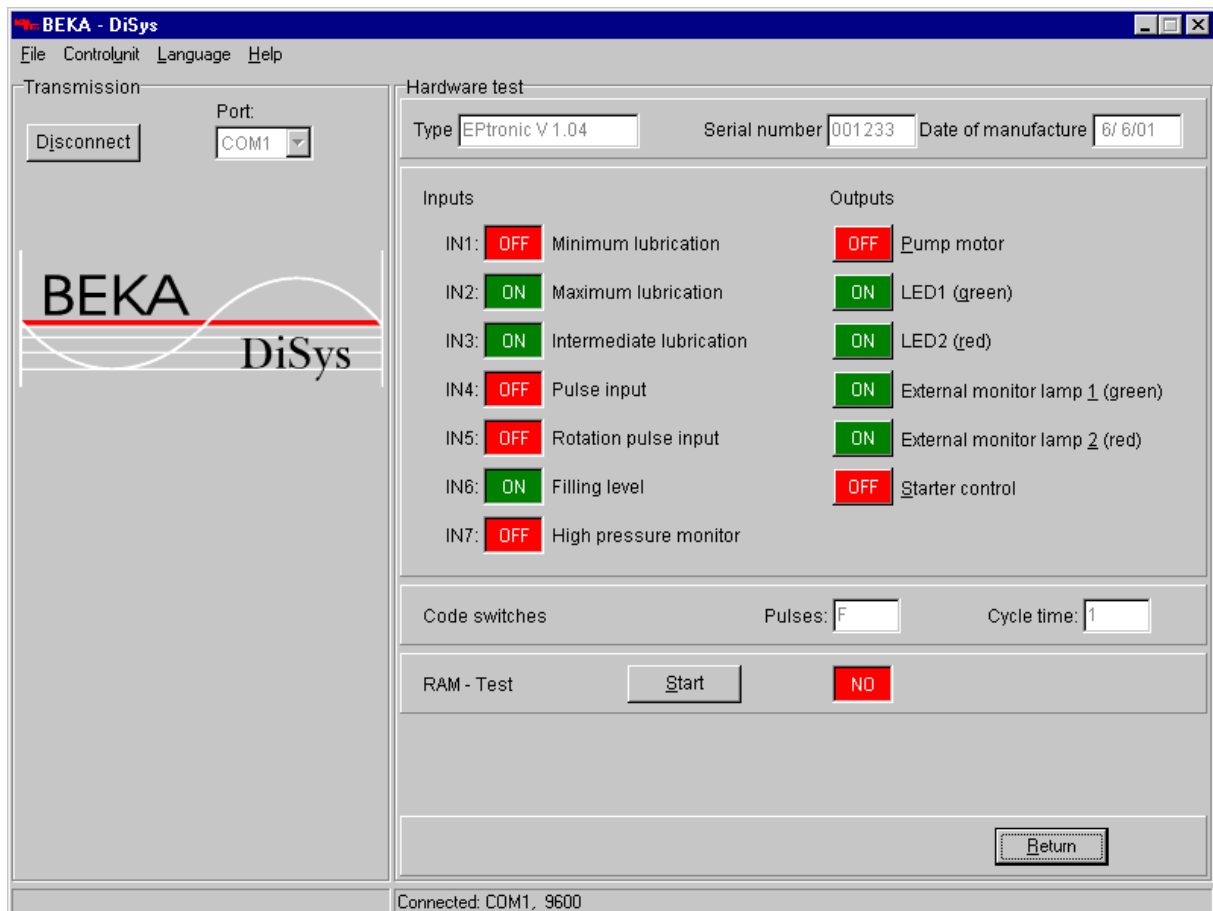 BEKA - DiSys
File Controlunit Language Help
Transmission
Port:
Disconnect COM1
BEKA
DiSys
Hardware test
Type EPtronic V 1.04 Serial number 001233 Date of manufacture 6/ 6/01
Inputs Outputs
IN1: OFF Minimum lubrication OFF Pump motor
IN2: ON Maximum lubrication ON LED1 (green)
IN3: ON Intermediate lubrication ON LED2 (red)
IN4: OFF Pulse input ON External monitor lamp 1 (green)
IN5: OFF Rotation pulse input ON External monitor lamp 2 (red)
IN6: ON Filling level OFF Starter control
IN7: OFF High pressure monitor
Code switches Pulses: F Cycle time: 1
RAM - Test Start NO
Return
Connected: COM1, 9600